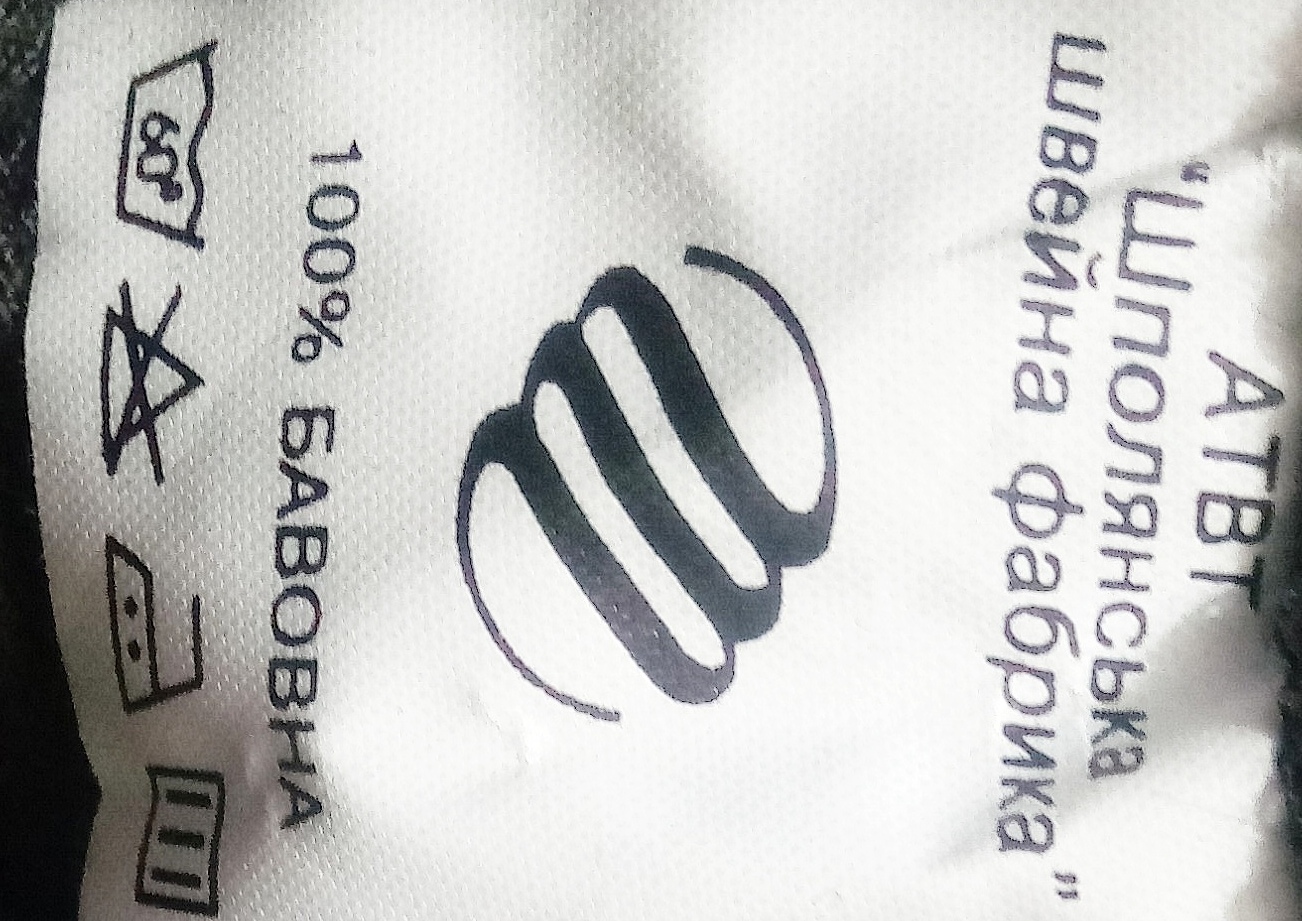 АТВТ
“Шполянська
швейна фабрика”
100% БАВОВНА
60°